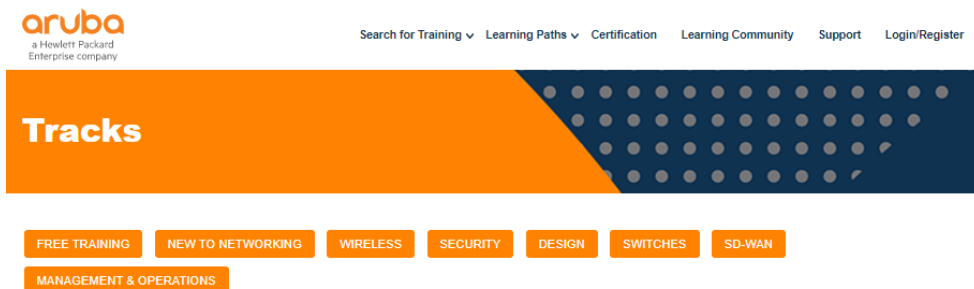 aruba
a Hewlett Packard
Enterprise company
Search for Training Learning Paths Certification Learning Community Support Login/Register
Tracks
FREE TRAINING NEW TO NETWORKING WIRELESS SECURITY DESIGN SWITCHES SD-WAN
MANAGEMENT & OPERATIONS